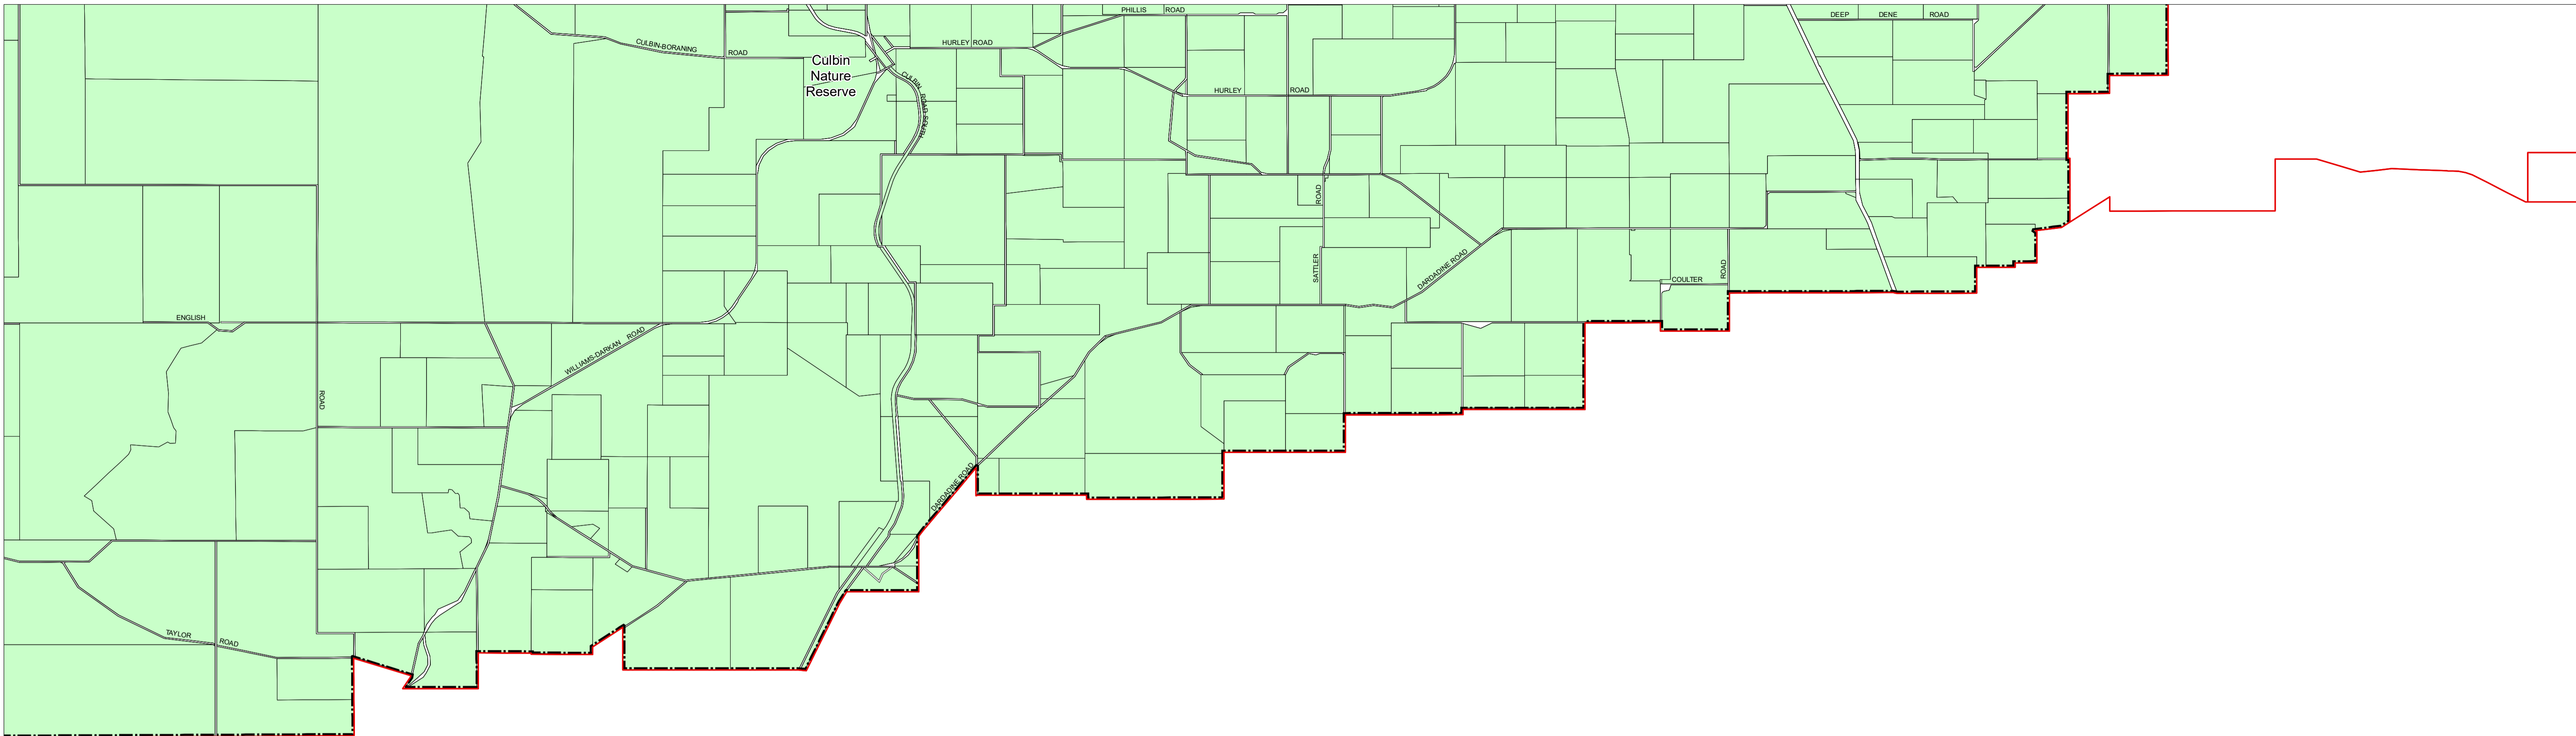 PHILLIS ROAD
DEEP DENE ROAD
CULBIN-BORANING ROAD
HURLEY ROAD
Culbin
Nature
Reserve
CULBIN ROAD SOUTH
HURLEY ROAD
SATTLER ROAD
DARDADINE ROAD
COULTER ROAD
ENGLISH ROAD
WILLIAMS-DARKAN ROAD
DARDADINE ROAD
TAYLOR ROAD